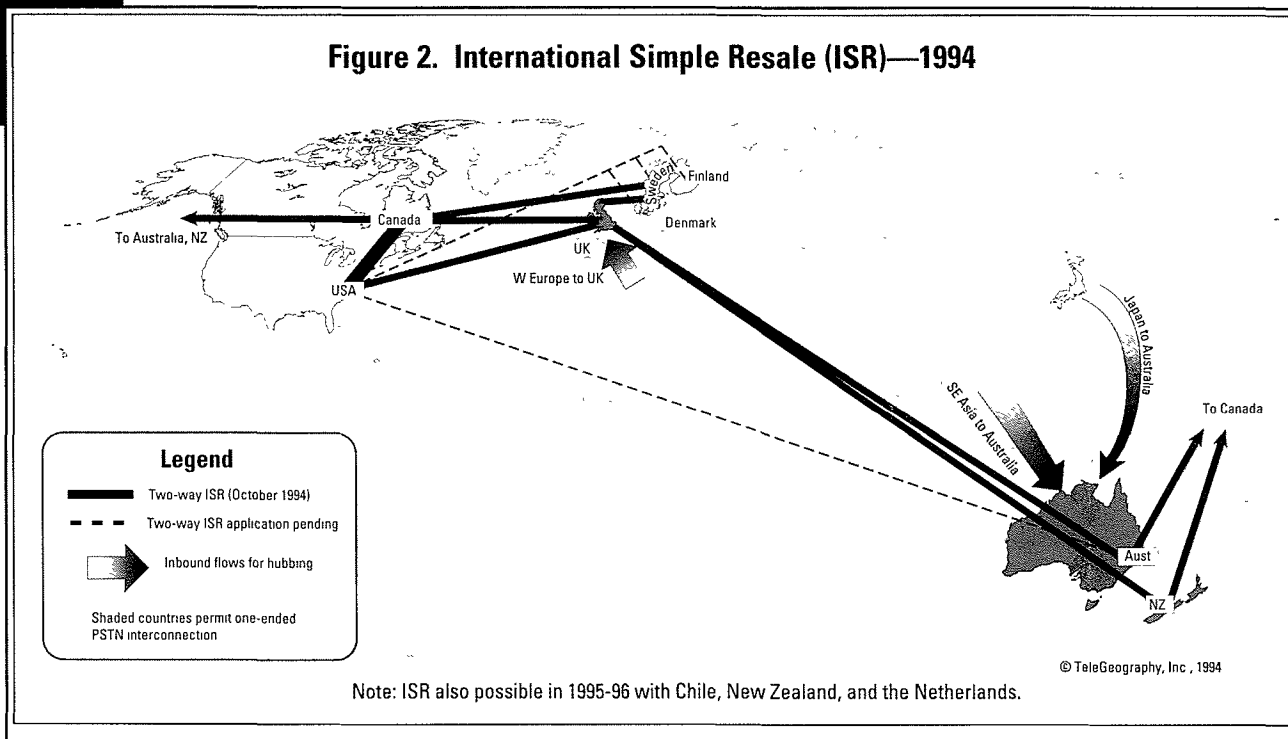 Figure 2. International Simple Resale (ISR)—1994
Finland
Sweden
Canada
Denmark
To Australia, NZ
UK
W Europe to UK
USA
Japan to Australia
SE Asia to Australia
To Canada
Legend
Two-way ISR (October 1994)
Two-way ISR application pending
Inbound flows for hubbing
Shaded countries permit one-ended
PSTN interconnection
Aust
NZ
© TeleGeography, Inc , 1994
Note: ISR also possible in 1995-96 with Chile, New Zealand, and the Netherlands.